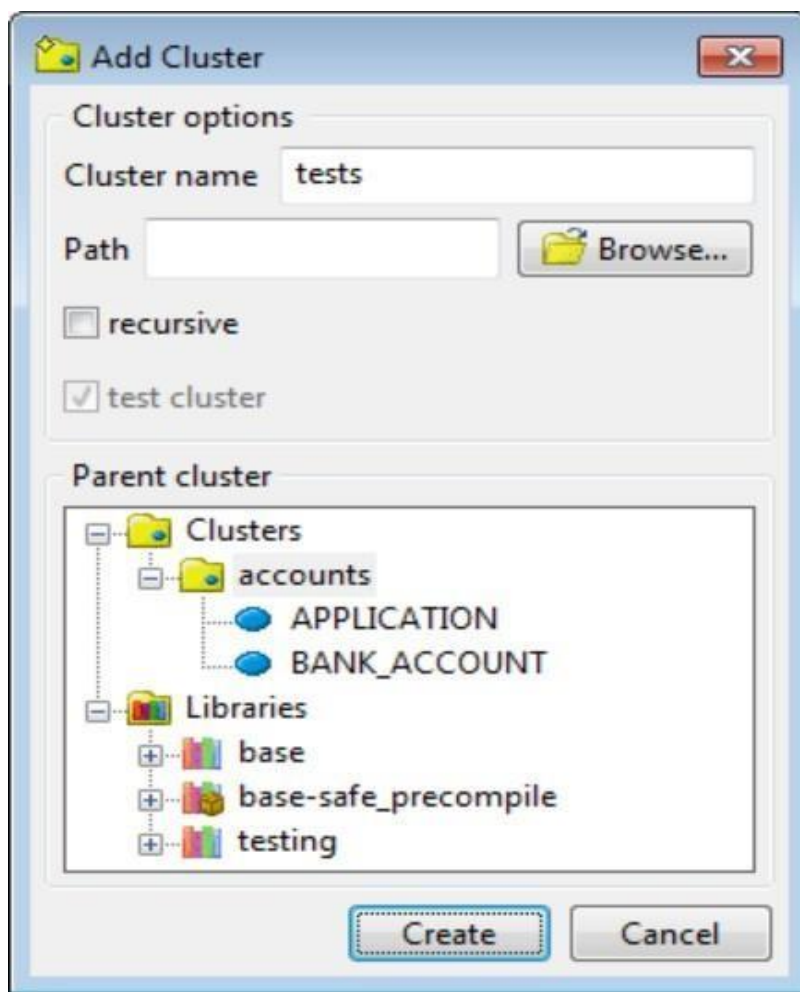 Add Cluster
Cluster options
Cluster name tests
Path Browse...
recursive
test cluster
Parent cluster
Clusters
accounts
APPLICATION
BANK_ACCOUNT
Libraries
base
base-safe_precompile
testing
Create Cancel